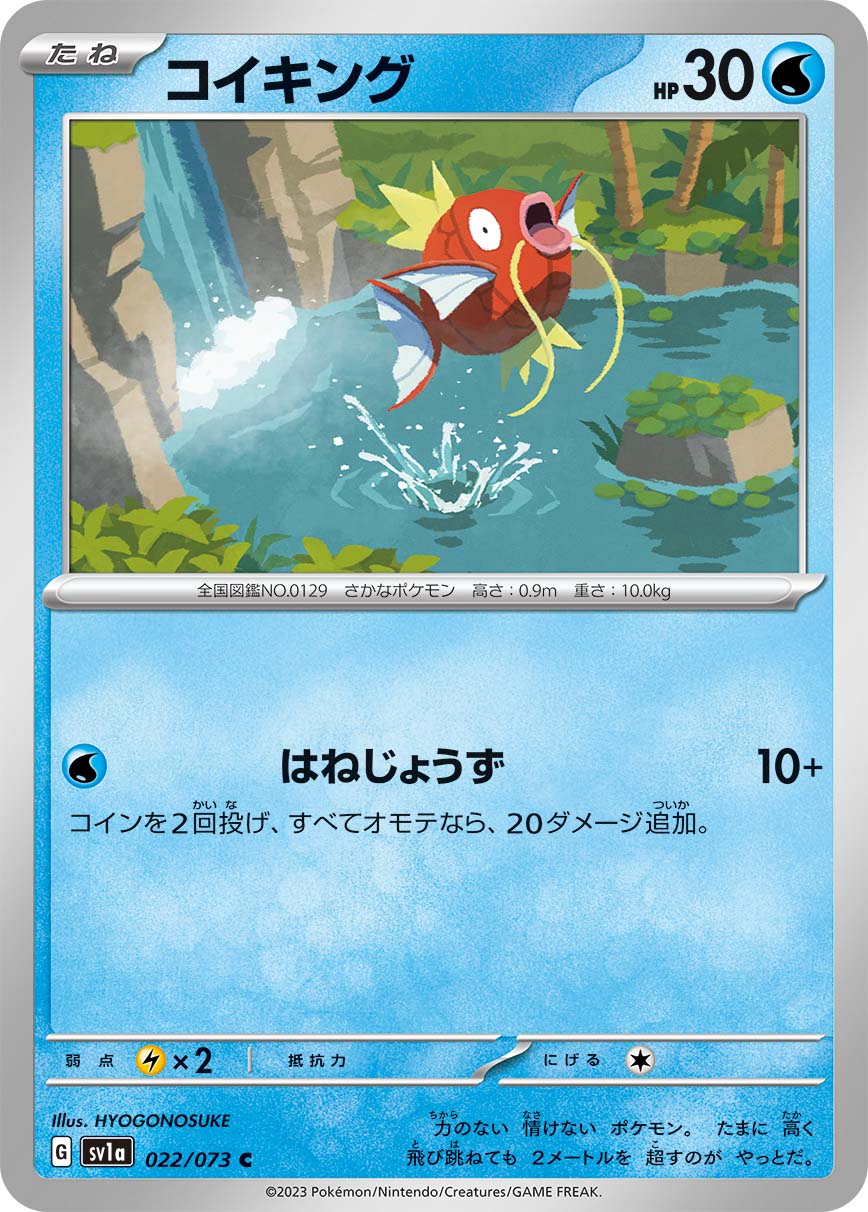 たね
コイキング
HP30
全国図鑑NO.0129 さかなポケモン 高さ:0.9m 重さ:10.0kg
はねじょうず 10+
コインを2回投げ、すべてオモテなら、20ダメージ追加。
弱点 ×2 抵抗力 にげる
Illus. HYOGONOSUKE
力のない 情けない ポケモン。 たまに 高く
飛び跳ねても 2メートルを 超すのが やっとだ。
G sv1a 022/073 C
©2023 Pokémon/Nintendo/Creatures/GAME FREAK.